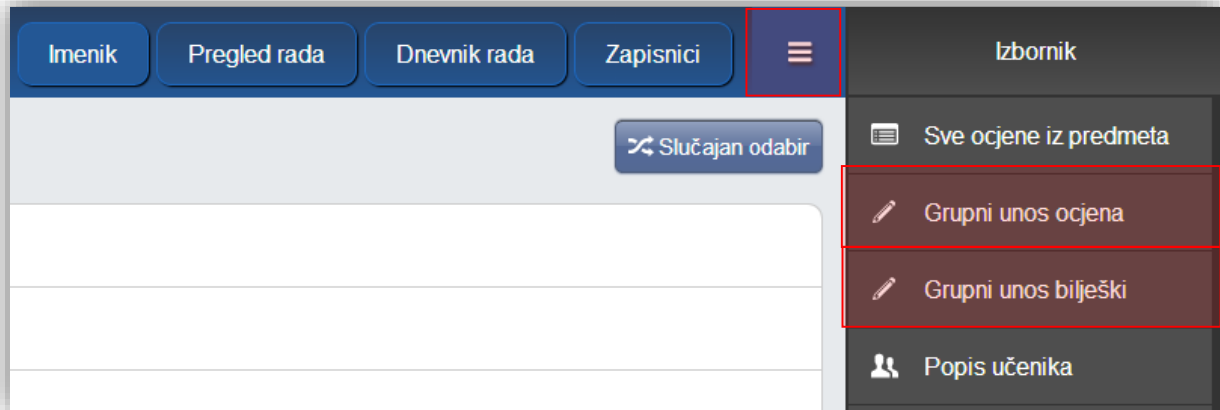 Imenik
Pregled rada
Dnevnik rada
Zapisnici
Izbornik
Slučajan odabir
Sve ocjene iz predmeta
Grupni unos ocjena
Grupni unos bilješki
Popis učenika